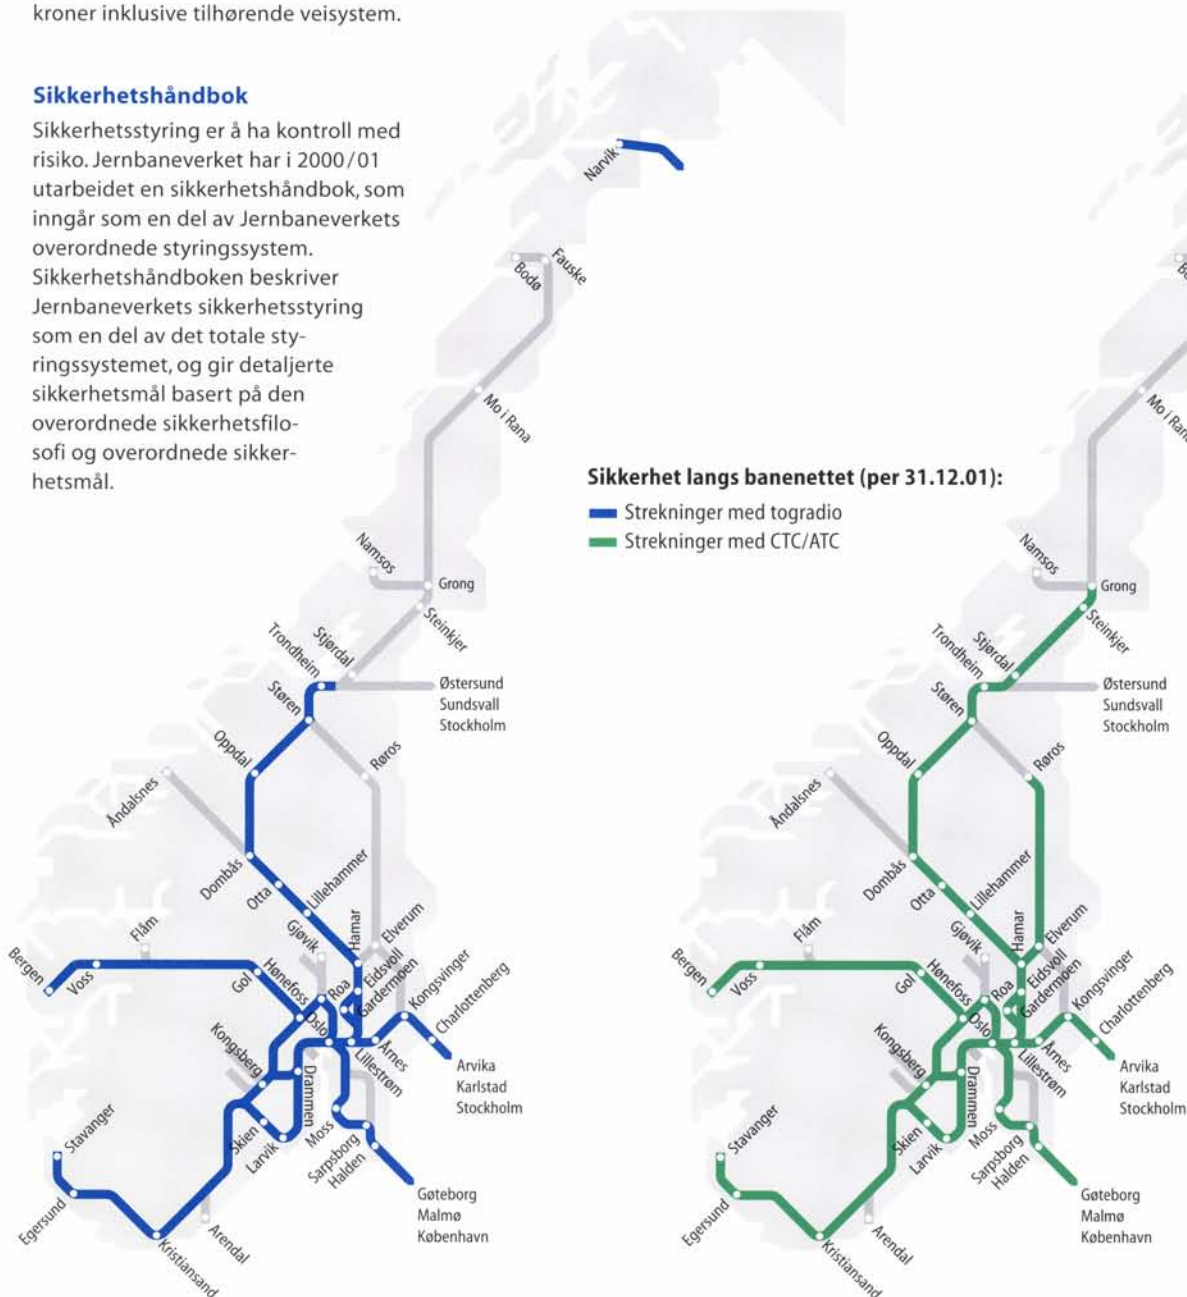 kroner inklusive tilhørende veisystem.
Sikkerhetshåndbok
Sikkerhetsstyring er å ha kontroll med
risiko. Jernbaneverket har i 2000/01
utarbeidet en sikkerhetshåndbok, som
inngår som en del av Jernbaneverkets
overordnede styringssystem.
Sikkerhetshåndboken beskriver
Jernbaneverkets sikkerhetsstyring
som en del av det totale sty-
ringssystemet, og gir detaljerte
sikkerhetsmål basert på den
overordnede sikkerhetsfilo-
sofi og overordnede sikker-
hetsmål.
Sikkerhet langs banenettet (per 31.12.01):
Strekninger med togradio
Strekninger med CTC/ATC
Narvik
Bodø
Fauske
Mo i Rana
Namsos
Grong
Steinkjer
Stjørdal
Trondheim
Støren
Østersund
Sundsvall
Stockholm
Oppdal
Røros
Åndalsnes
Dombås
Otta
Lillehammer
Gjøvik
Hamar
Elverum
Flåm
Bergen
Voss
Gol
Hønefoss
Roa
Eidsvoll
Gardermoen
Kongsvinger
Charlottenberg
Oslo
Lillestrøm
Årnes
Arvika
Karlstad
Stockholm
Kongsberg
Drammen
Stavanger
Skien
Larvik
Moss
Sarpsborg
Halden
Egersund
Kristiansand
Arendal
Gøteborg
Malmø
København
Mo i Rana
Namsos
Grong
Steinkjer
Stjørdal
Trondheim
Støren
Østersund
Sundsvall
Stockholm
Oppdal
Røros
Åndalsnes
Dombås
Otta
Lillehammer
Gjøvik
Hamar
Elverum
Flåm
Bergen
Voss
Gol
Hønefoss
Roa
Eidsvoll
Gardermoen
Kongsvinger
Charlottenberg
Oslo
Lillestrøm
Årnes
Arvika
Karlstad
Stockholm
Kongsberg
Drammen
Stavanger
Skien
Larvik
Moss
Sarpsborg
Halden
Egersund
Kristiansand
Arendal
Gøteborg
Malmø
København